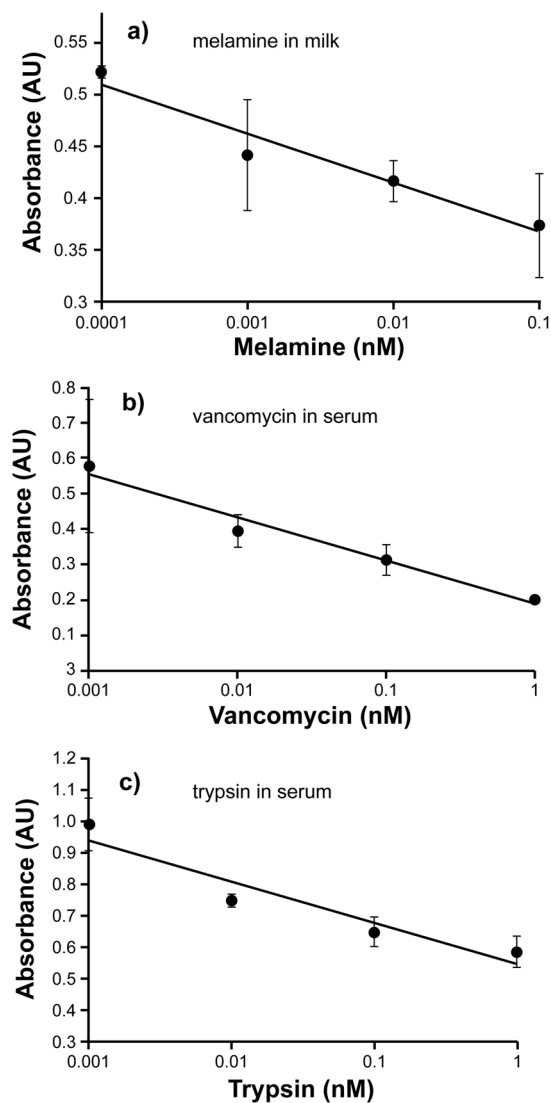 a) melamine in milk
Absorbance (AU)
0.55
0.5
0.45
0.4
0.35
0.3
0.0001 0.001 0.01 0.1
Melamine (nM)
b) vancomycin in serum
Absorbance (AU)
0.8
0.7
0.6
0.5
0.4
0.3
0.2
0.1
3
0.001 0.01 0.1 1
Vancomycin (nM)
c) trypsin in serum
Absorbance (AU)
1.2
1.1
1.0
0.9
0.8
0.7
0.6
0.5
0.4
0.3
0.001 0.01 0.1 1
Trypsin (nM)